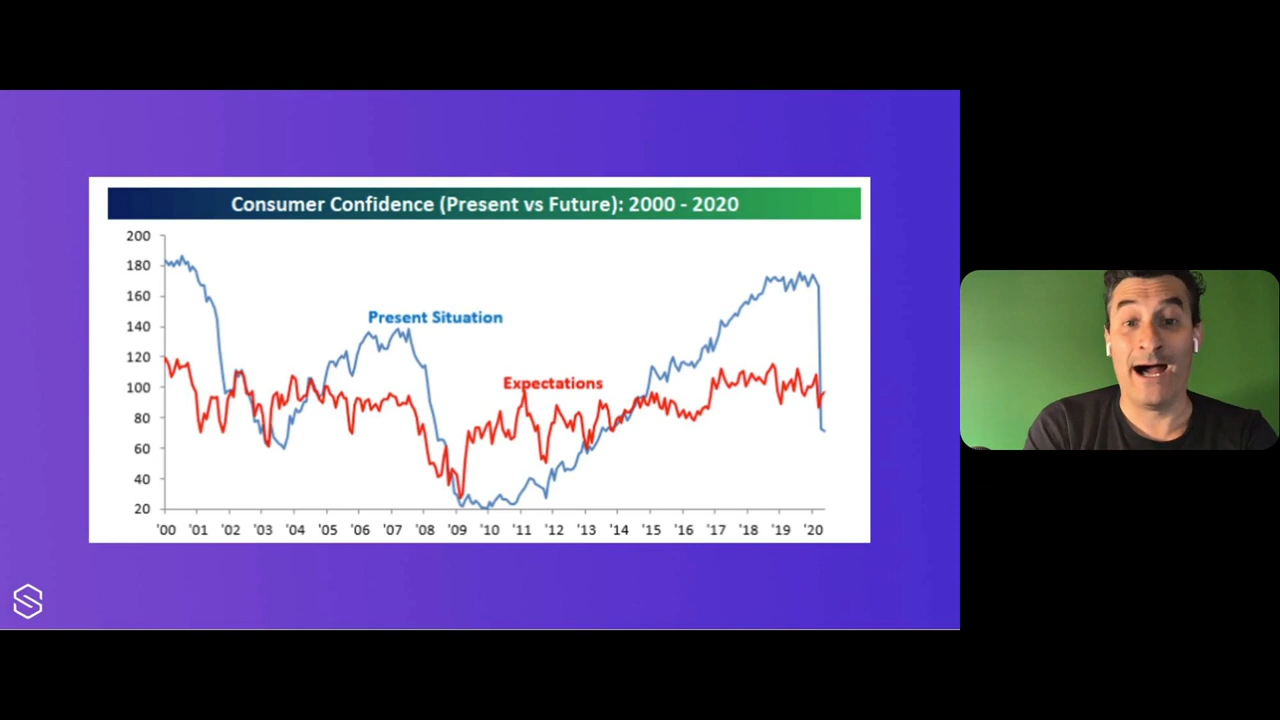 Consumer Confidence (Present vs Future): 2000 - 2020
200
180
160
140
120
100
80
60
40
20
Present Situation
Expectations
'00 '01 '02 '03 '04 '05 '06 '07 '08 '09 '10 '11 '12 '13 '14 '15 '16 '17 '18 '19 '20